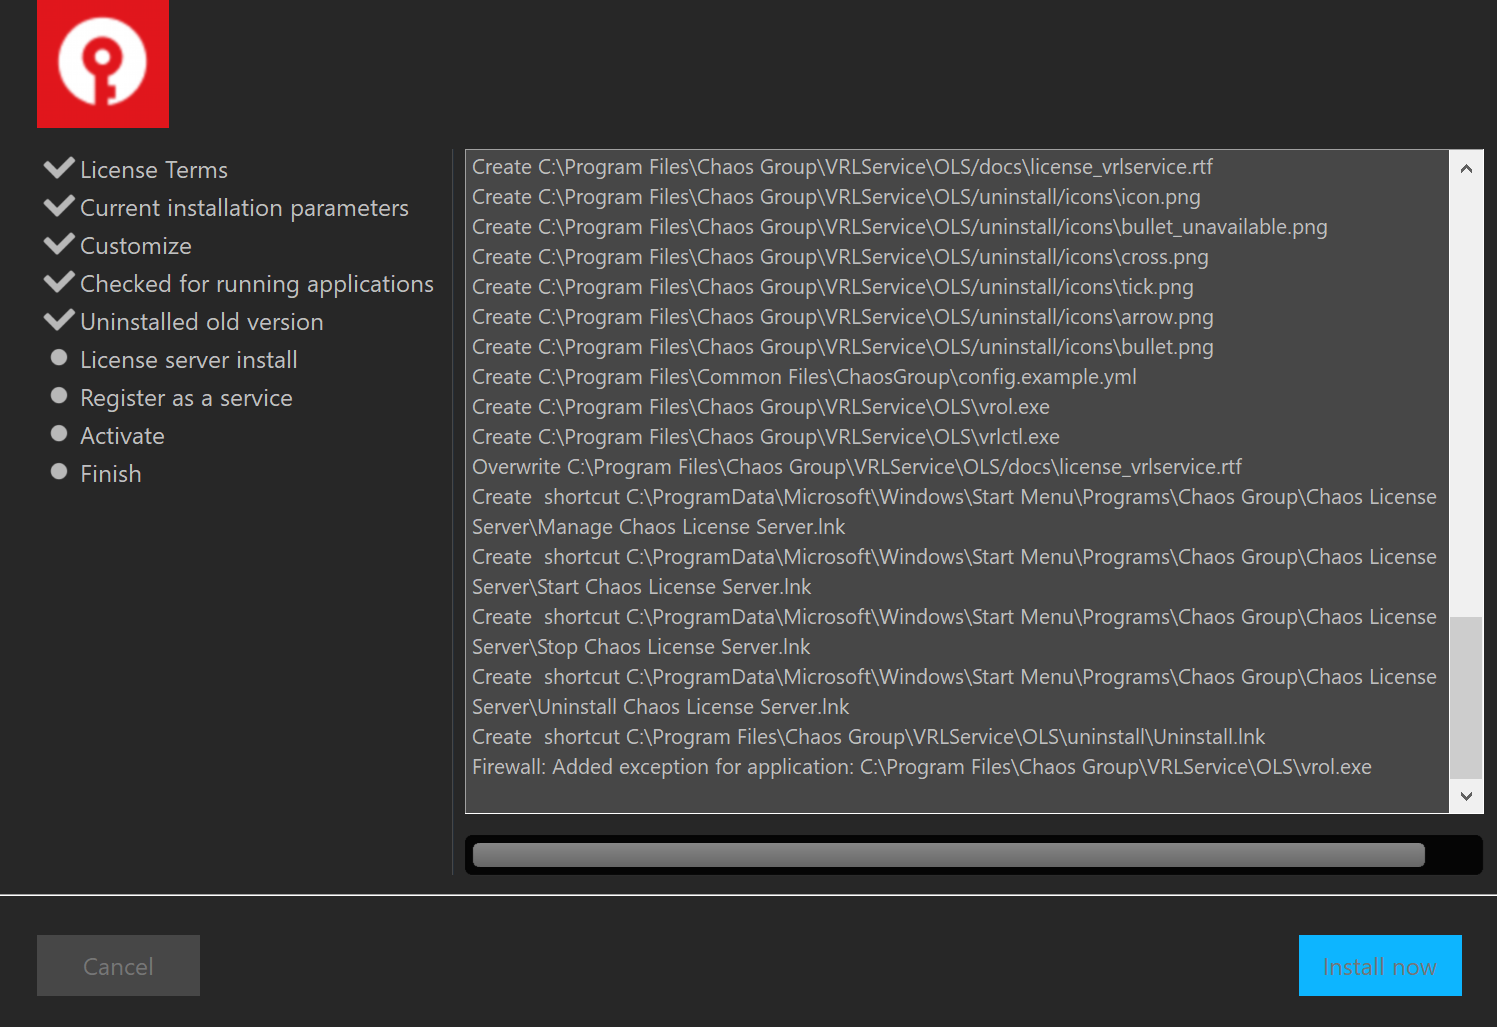 License Terms
Current installation parameters
Customize
Checked for running applications
Uninstalled old version
License server install
Register as a service
Activate
Finish
Create C:\Program Files\Chaos Group\VRLService\OLS/docs\license_vrlservice.rtf
Create C:\Program Files\Chaos Group\VRLService\OLS/uninstall/icons\icon.png
Create C:\Program Files\Chaos Group\VRLService\OLS/uninstall/icons\bullet_unavailable.png
Create C:\Program Files\Chaos Group\VRLService\OLS/uninstall/icons\cross.png
Create C:\Program Files\Chaos Group\VRLService\OLS/uninstall/icons\tick.png
Create C:\Program Files\Chaos Group\VRLService\OLS/uninstall/icons\arrow.png
Create C:\Program Files\Chaos Group\VRLService\OLS/uninstall/icons\bullet.png
Create C:\Program Files\Common Files\ChaosGroup\config.example.yml
Create C:\Program Files\Chaos Group\VRLService\OLS\vrol.exe
Create C:\Program Files\Chaos Group\VRLService\OLS\vrlctl.exe
Overwrite C:\Program Files\Chaos Group\VRLService\OLS/docs\license_vrlservice.rtf
Create  shortcut C:\ProgramData\Microsoft\Windows\Start Menu\Programs\Chaos Group\Chaos License
Server\Manage Chaos License Server.lnk
Create  shortcut C:\ProgramData\Microsoft\Windows\Start Menu\Programs\Chaos Group\Chaos License
Server\Start Chaos License Server.lnk
Create  shortcut C:\ProgramData\Microsoft\Windows\Start Menu\Programs\Chaos Group\Chaos License
Server\Stop Chaos License Server.lnk
Create  shortcut C:\ProgramData\Microsoft\Windows\Start Menu\Programs\Chaos Group\Chaos License
Server\Uninstall Chaos License Server.lnk
Create  shortcut C:\Program Files\Chaos Group\VRLService\OLS\uninstall\Uninstall.lnk
Firewall: Added exception for application: C:\Program Files\Chaos Group\VRLService\OLS\vrol.exe
Cancel
Install now